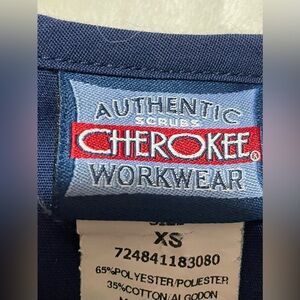 AUTHENTIC
SCRUBS
CHEROKEE®
WORKWEAR
XS
724841183080
65%POLYESTER/POLIESTER
35%COTTON/ALGODON